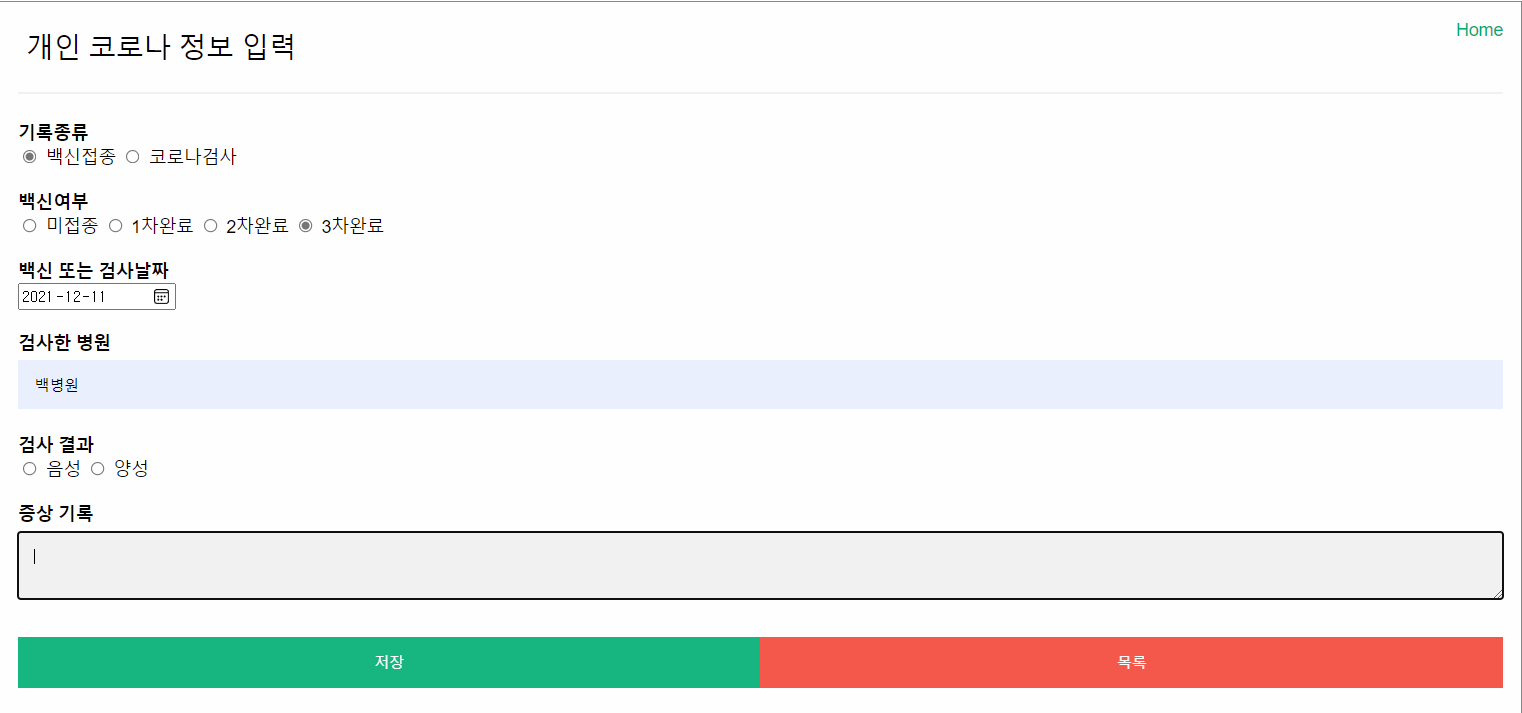 개인 코로나 정보 입력
Home
기록종류
백신접종 코로나검사
백신여부
미접종 1차완료 2차완료 3차완료
백신 또는 검사날짜
2021-12-11
검사한 병원
백병원
검사 결과
음성 양성
증상 기록
저장 목록